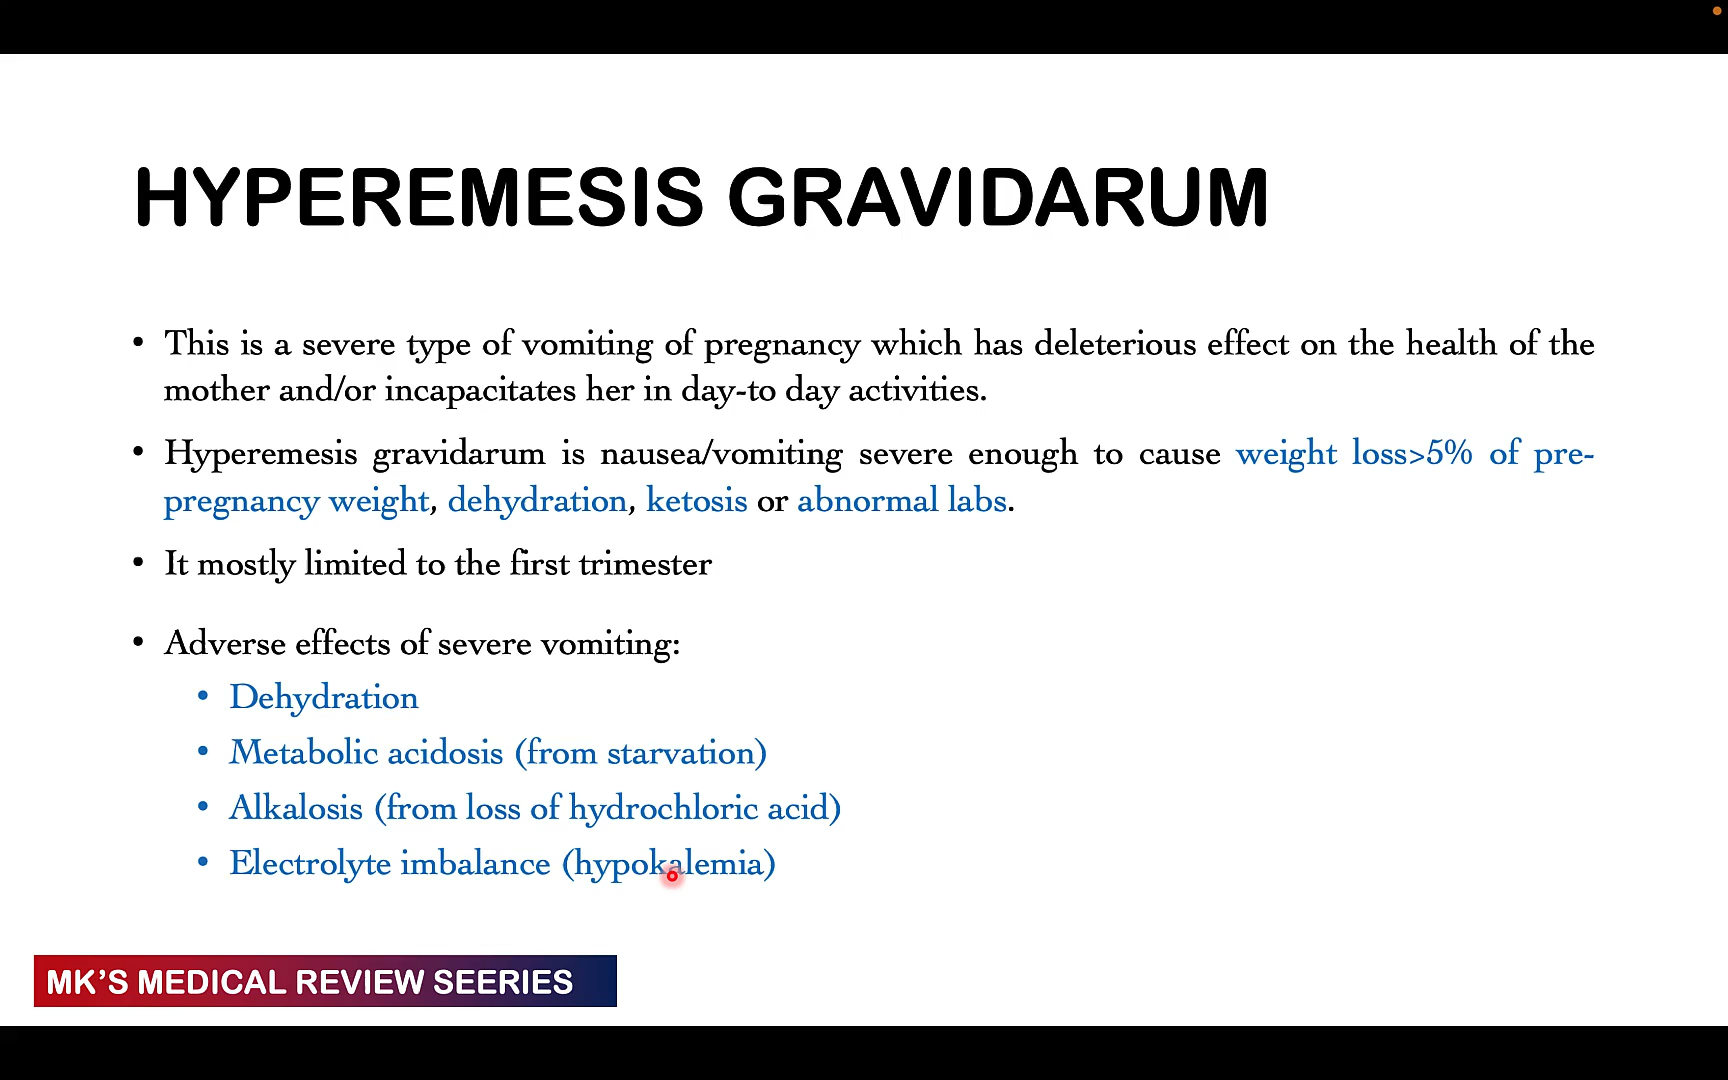 HYPEREMESIS GRAVIDARUM
• This is a severe type of vomiting of pregnancy which has deleterious effect on the health of the
mother and/or incapacitates her in day-to day activities.
• Hyperemesis gravidarum is nausea/vomiting severe enough to cause weight loss>5% of pre-
pregnancy weight, dehydration, ketosis or abnormal labs.
• It mostly limited to the first trimester
• Adverse effects of severe vomiting:
• Dehydration
• Metabolic acidosis (from starvation)
• Alkalosis (from loss of hydrochloric acid)
• Electrolyte imbalance (hypokalemia)
MK’S MEDICAL REVIEW SEERIES